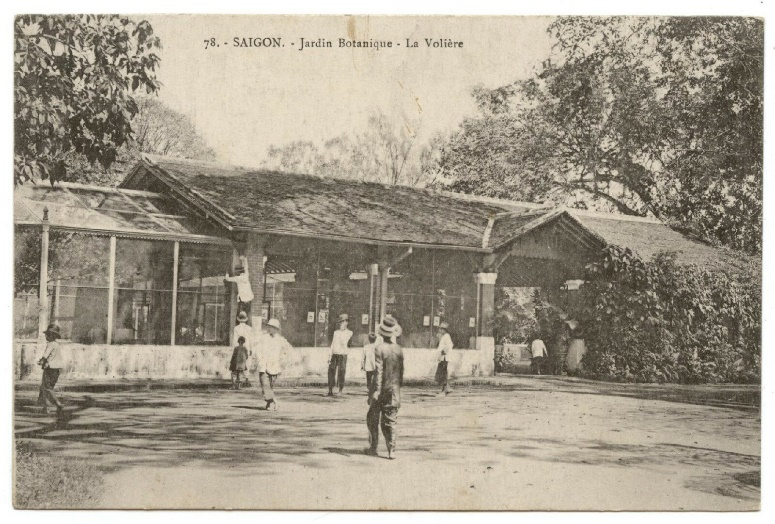 78. - SAIGON. - Jardin Botanique - La Volière